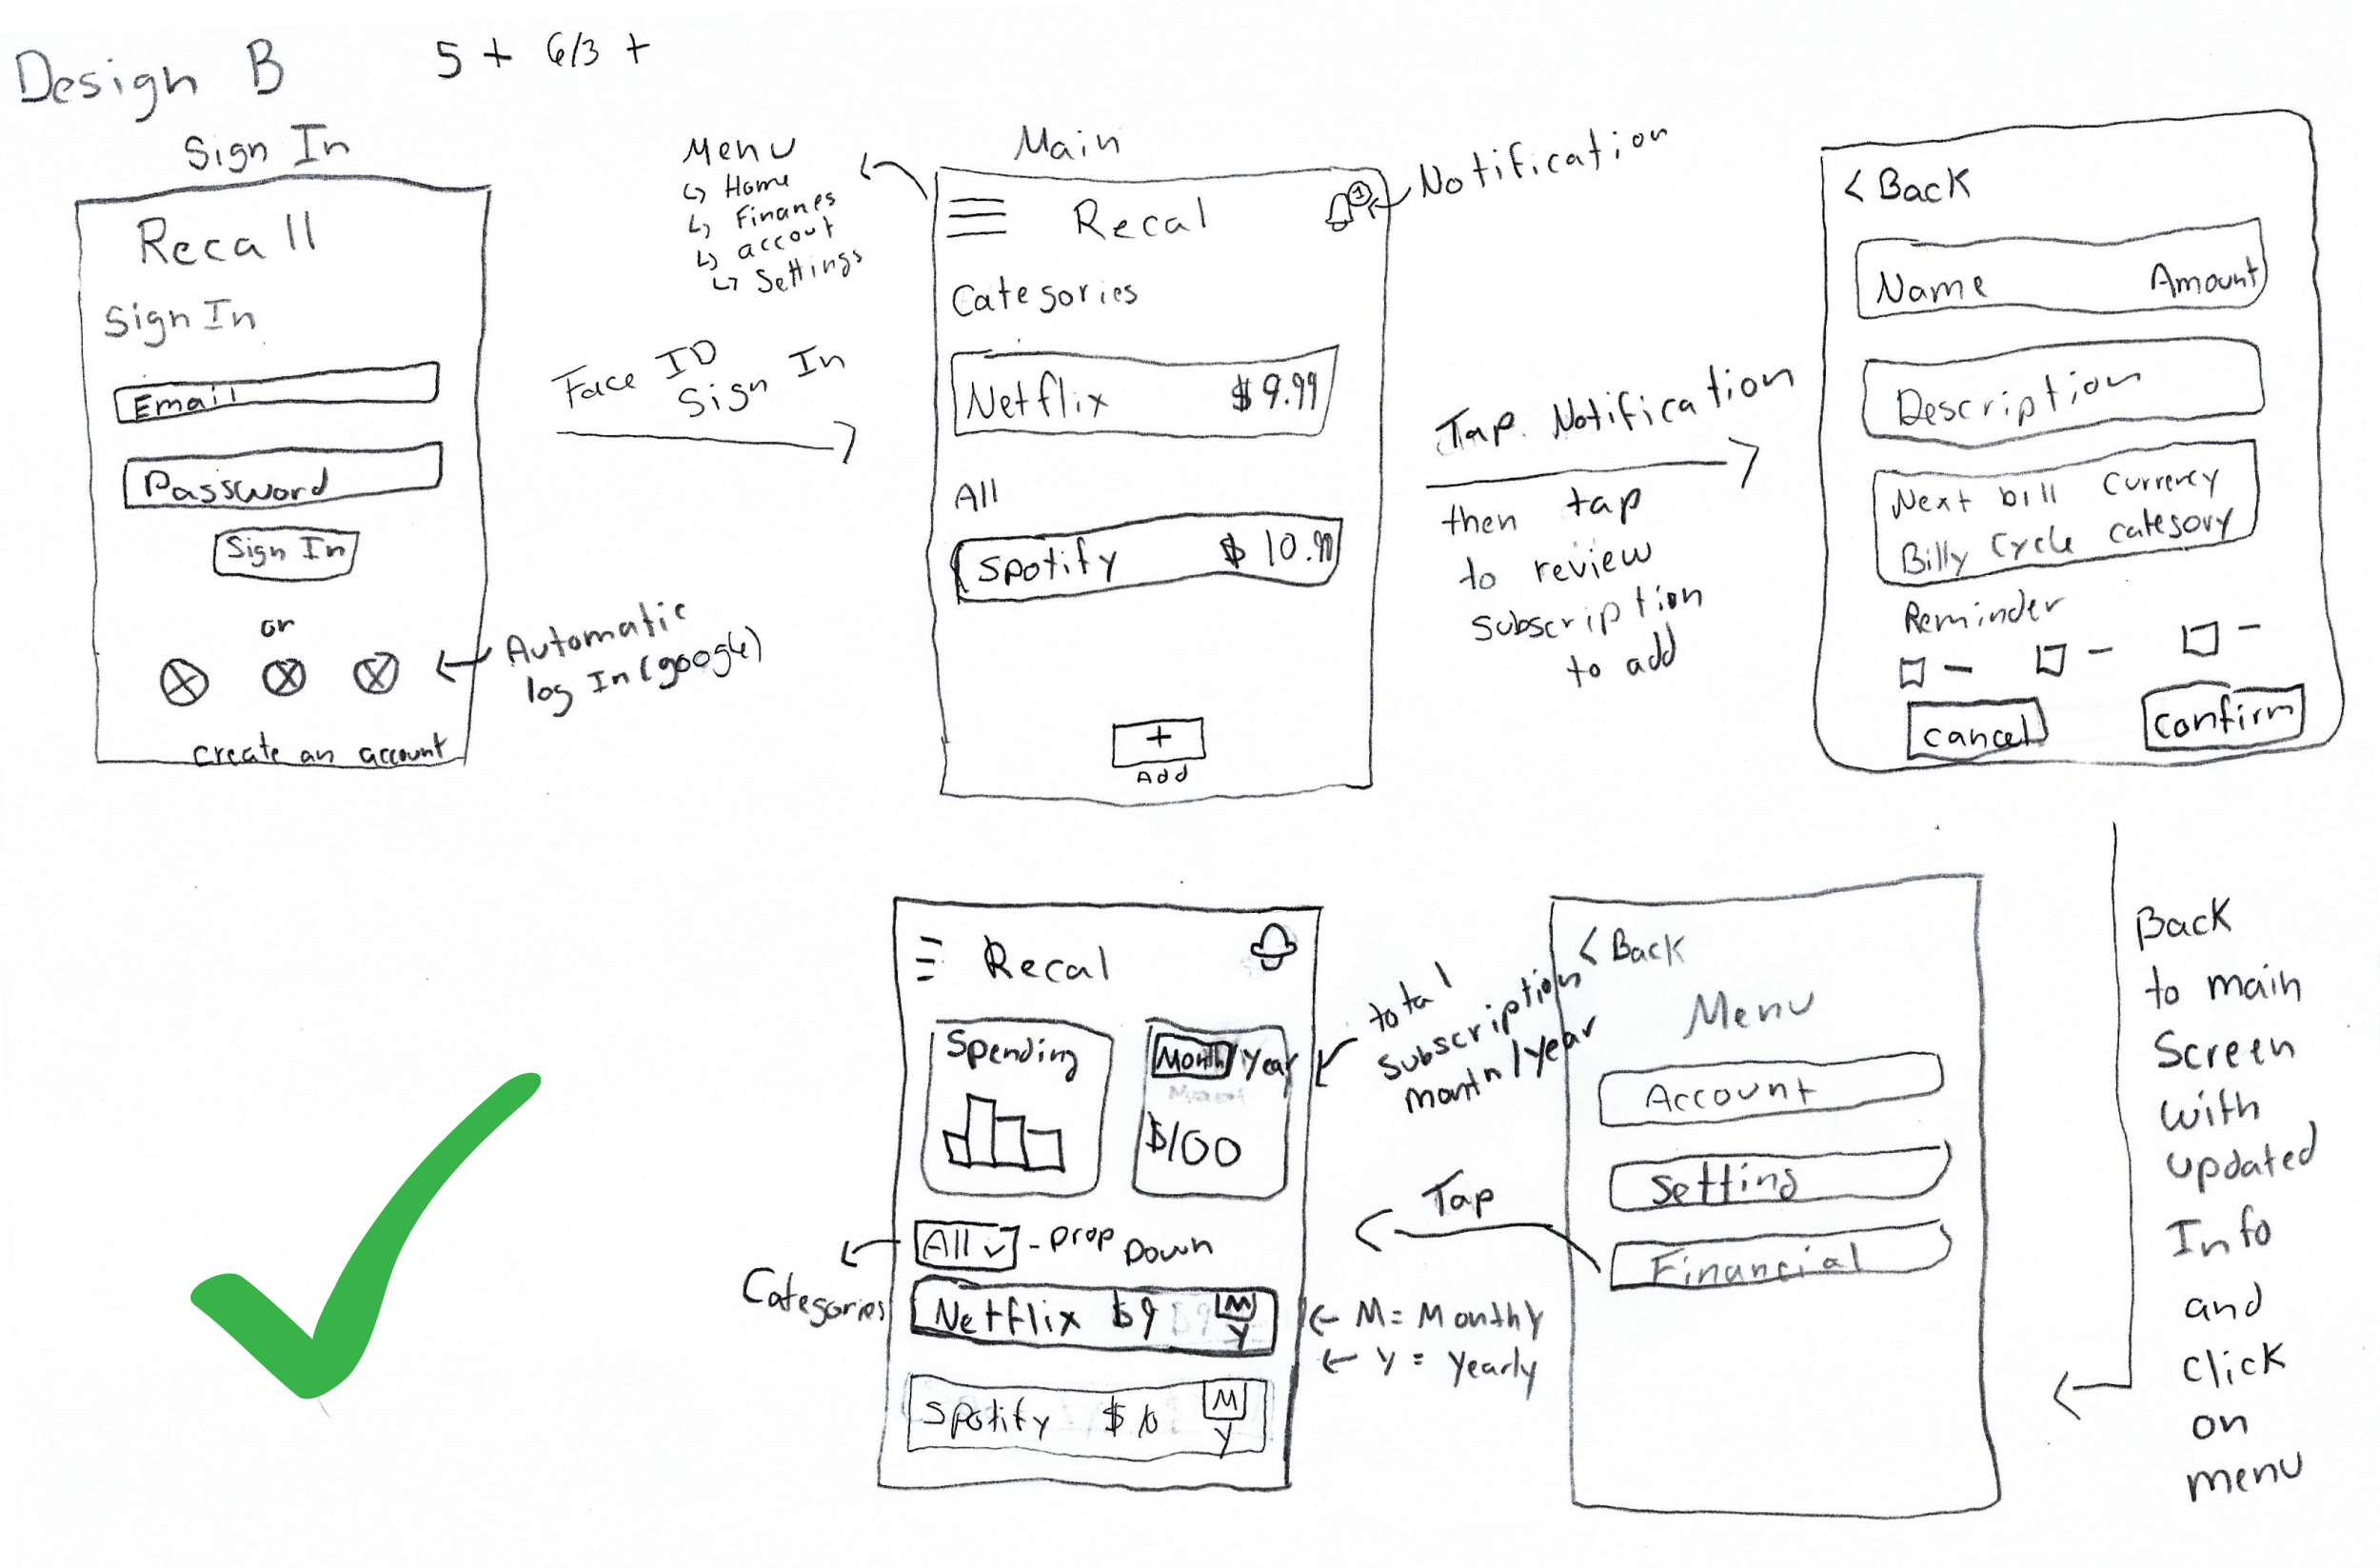 Design B
5 + 6/3 +
Sign In
Recall
Sign In
Email
Password
Sign In
or
create an account
Automatic
log In (google)
Face ID
Sign In
Menu
↳ Home
↳ Finanes
↳ accout
↳ Settings
Main
Recal
1
Notification
Categories
Netflix $9.99
All
Spotify $10.99
+
Add
Tap Notification
then tap
to review
subscription
to add
< Back
Name Amount
Description
Next bill Currency
Billy Cycle category
Reminder
cancel confirm
Back
to main
Screen
with
updated
Info
and
click
on
menu
< Back
Menu
Account
Setting
Financial
Tap
Recal
Spending
Month/Year
$100
total
subscription
month/year
All - Drop Down
Categories
Netflix $9 M
Y
← M = Monthly
← Y = Yearly
Spotify $10 M
Y